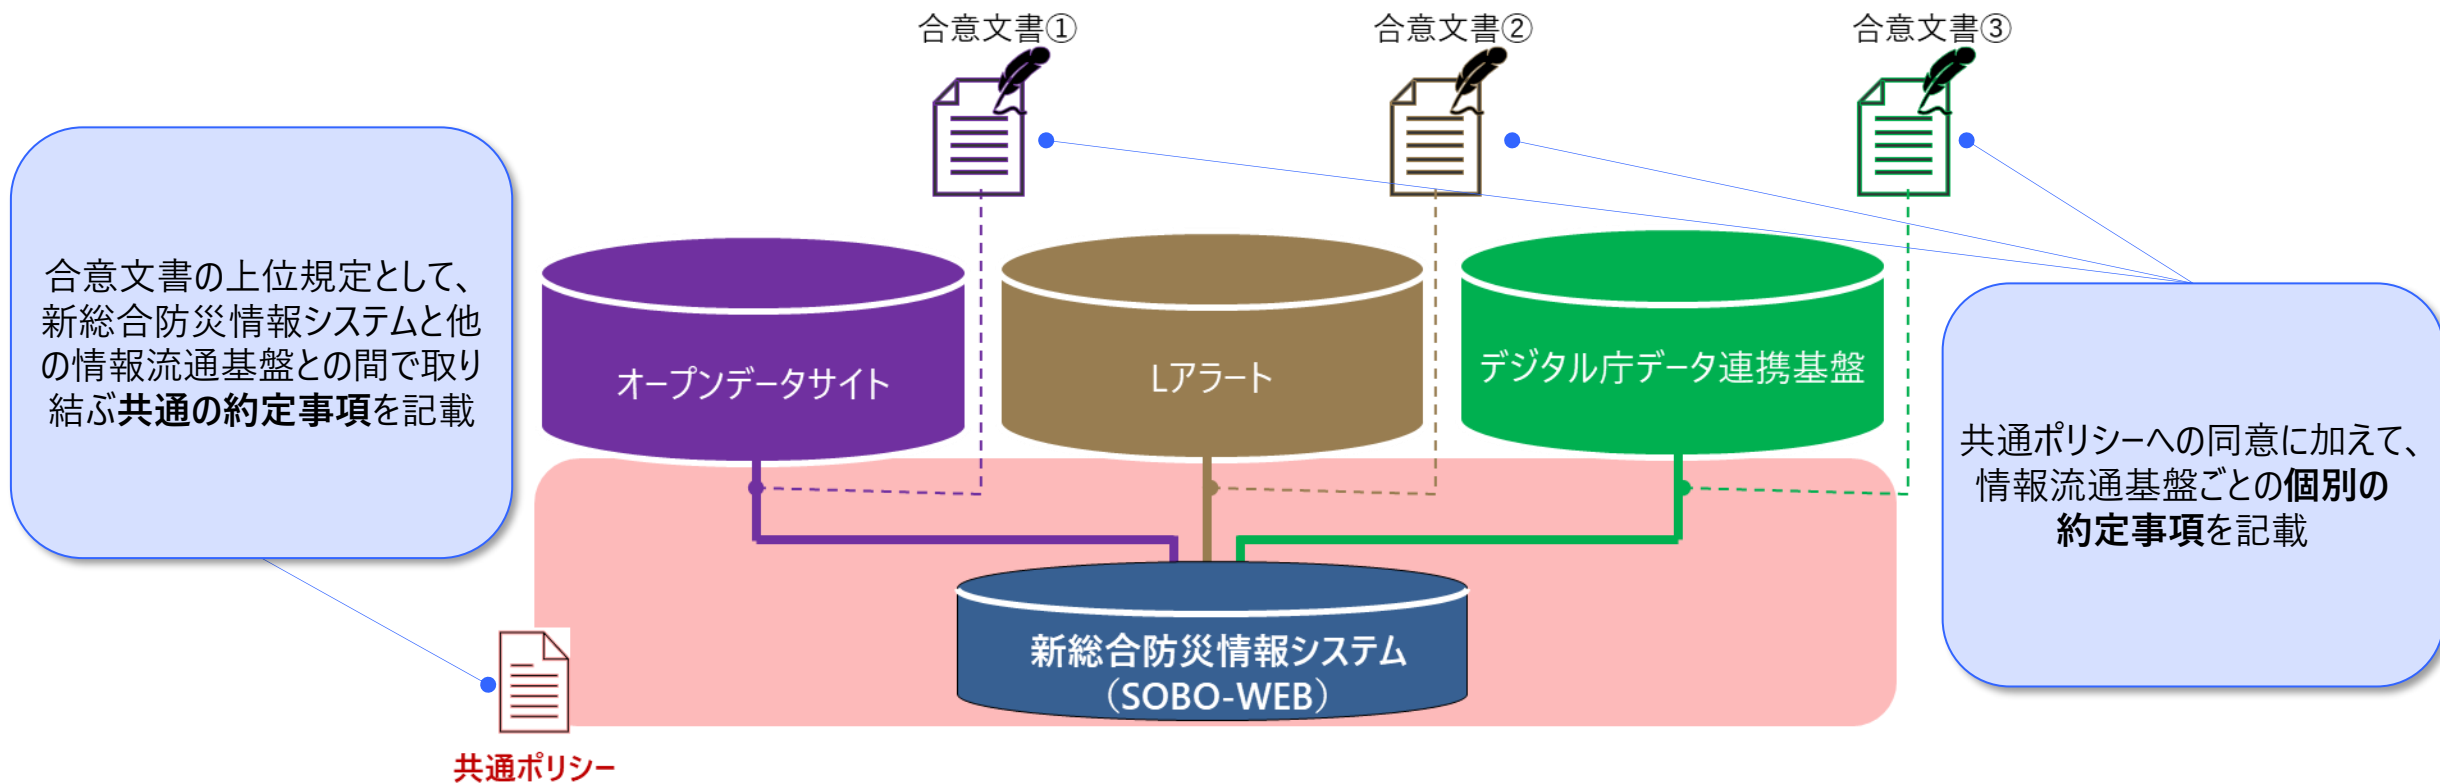 合意文書①
合意文書②
合意文書③
合意文書の上位規定として、
新総合防災情報システムと他
の情報流通基盤との間で取り
結ぶ共通の約定事項を記載
オープンデータサイト
Lアラート
デジタル庁データ連携基盤
共通ポリシーへの同意に加えて、
情報流通基盤ごとの個別の
約定事項を記載
新総合防災情報システム
（SOBO-WEB）
共通ポリシー